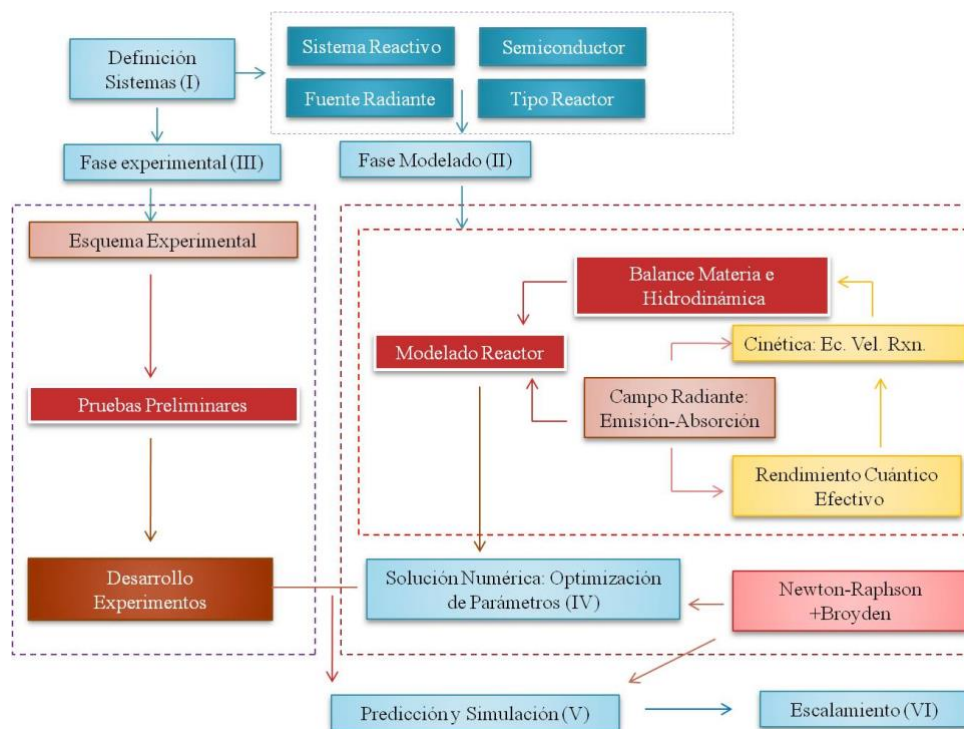 Definición
Sistemas (I)
Sistema Reactivo
Semiconductor
Fuente Radiante
Tipo Reactor
Fase experimental (III)
Fase Modelado (II)
Esquema Experimental
Balance Materia e
Hidrodinámica
Modelado Reactor
Cinética: Ec. Vel. Rxn.
Pruebas Preliminares
Campo Radiante:
Emisión-Absorción
Rendimiento Cuántico
Efectivo
Desarrollo
Experimentos
Solución Numérica: Optimización
de Parámetros (IV)
Newton-Raphson
+Broyden
Predicción y Simulación (V)
Escalamiento (VI)